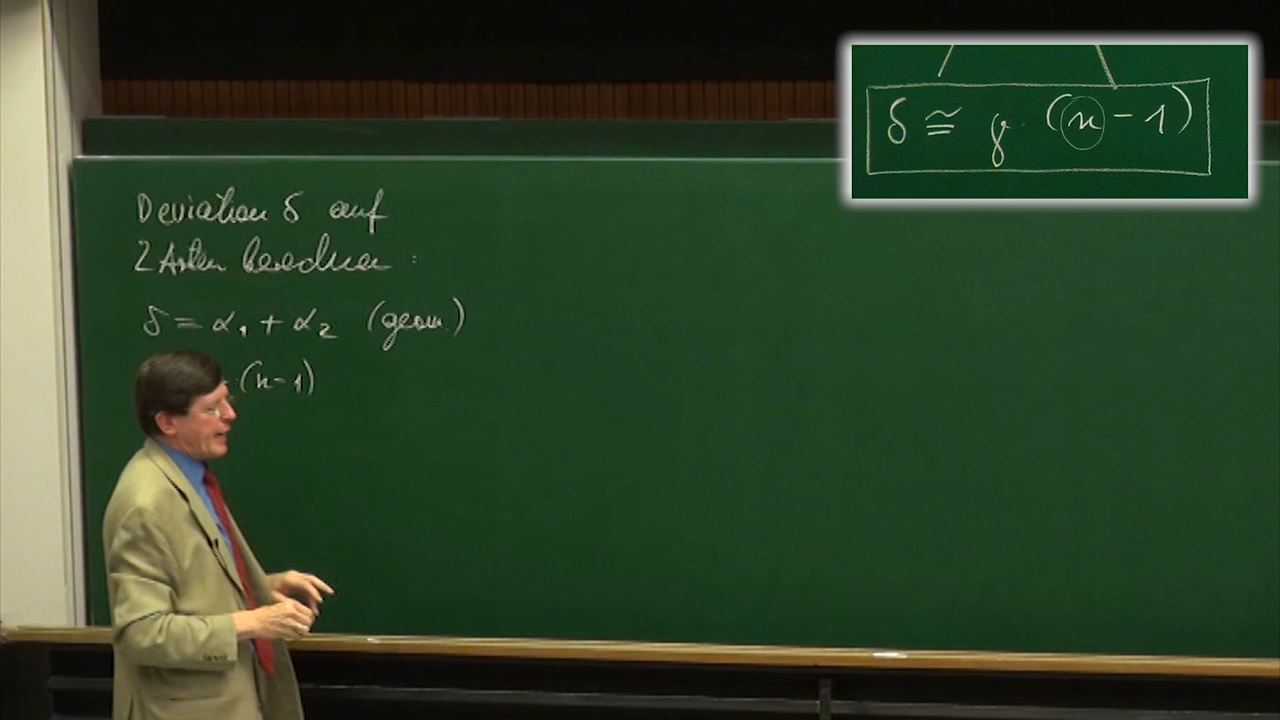 Deviation δ auf
2 Arten berechnen :
δ = α₁ + α₂ (geom.)
· (n-1)
δ ≅ γ · (n - 1)